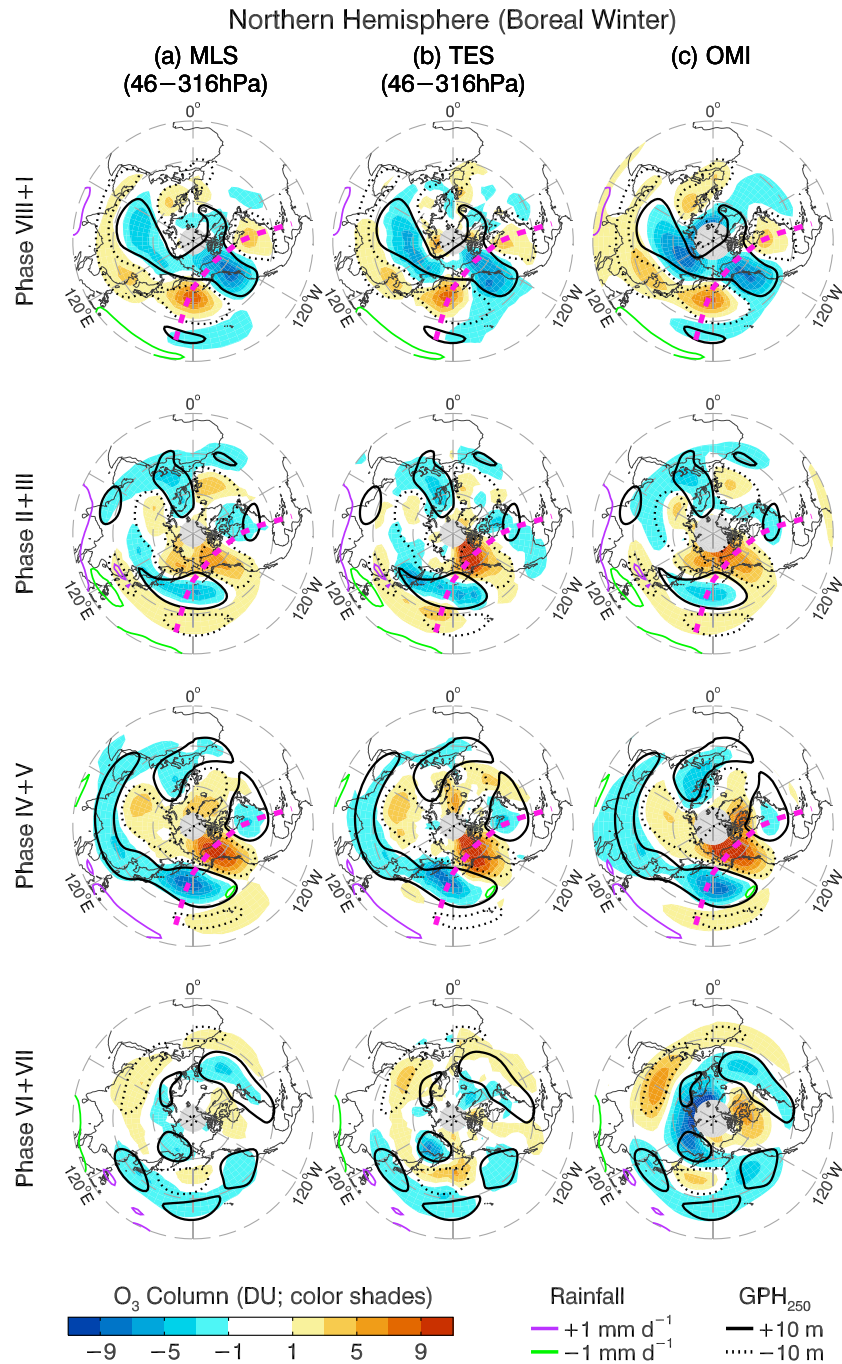 Northern Hemisphere (Boreal Winter)
(a) MLS
(46−316hPa)
(b) TES
(46−316hPa)
(c) OMI
Phase VIII+I
0°
120°E
120°W
0°
120°E
120°W
0°
120°E
120°W
Phase II+III
0°
120°E
120°W
0°
120°E
120°W
0°
120°E
120°W
Phase IV+V
0°
120°E
120°W
0°
120°E
120°W
0°
120°E
120°W
Phase VI+VII
0°
120°E
120°W
0°
120°E
120°W
0°
120°E
120°W
O₃ Column (DU; color shades)
−9 −5 −1 1 5 9
Rainfall
+1 mm d⁻¹
−1 mm d⁻¹
GPH₂₅₀
+10 m
−10 m